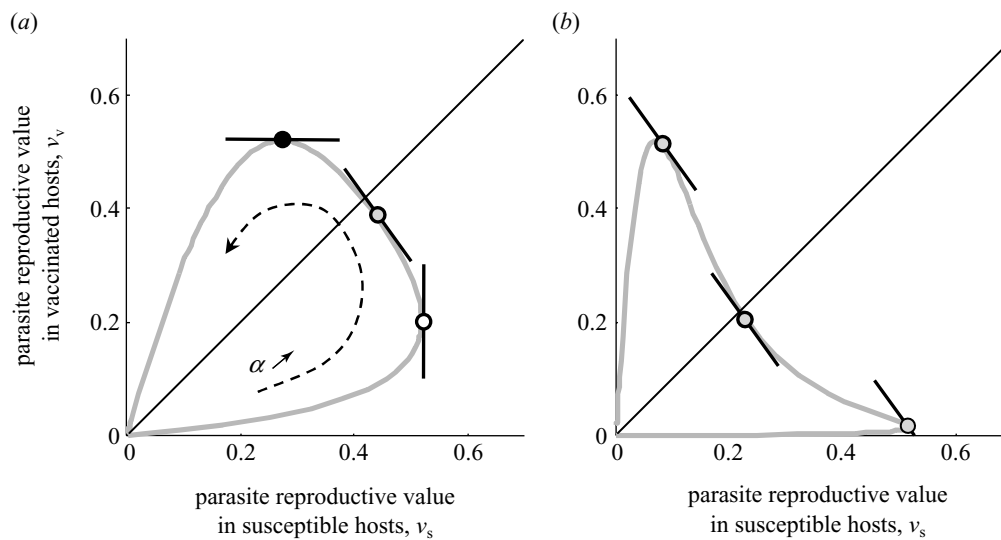 (a)
(b)
0.6
0.4
0.2
0
0
0.2
0.4
0.6
α
parasite reproductive value
in vaccinated hosts, vv
parasite reproductive value
in susceptible hosts, vs
0.6
0.4
0.2
0
0
0.2
0.4
0.6
parasite reproductive value
in susceptible hosts, vs